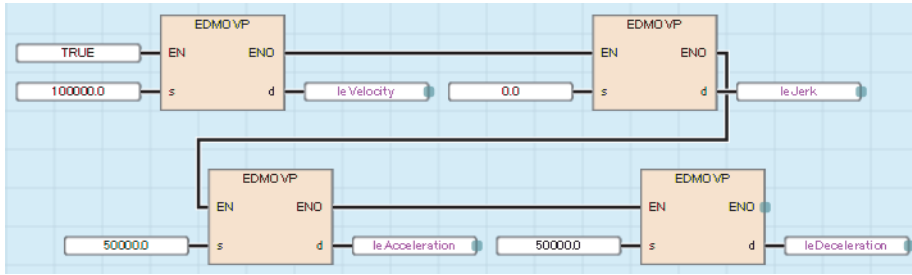 EDMOVP EDMOVP
TRUE EN ENO EN ENO
100000.0 s d leVelocity 0.0 s d leJerk
EDMOVP EDMOVP
EN ENO EN ENO
50000.0 s d leAcceleration 50000.0 s d leDeceleration